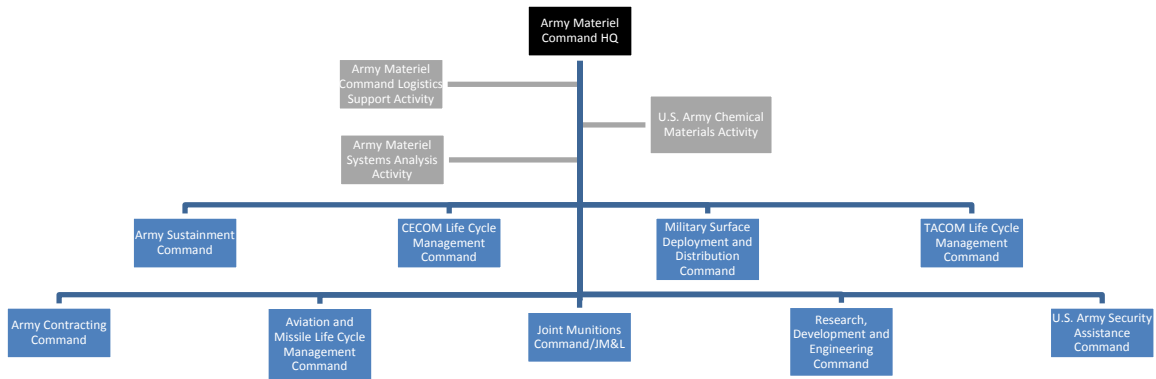 Army Materiel
Command HQ
Army Materiel
Command Logistics
Support Activity
U.S. Army Chemical
Materials Activity
Army Materiel
Systems Analysis
Activity
Army Sustainment
Command
CECOM Life Cycle
Management
Command
Military Surface
Deployment and
Distribution
Command
TACOM Life Cycle
Management
Command
Army Contracting
Command
Aviation and
Missile Life Cycle
Management
Command
Joint Munitions
Command/JM&L
Research,
Development and
Engineering
Command
U.S. Army Security
Assistance
Command